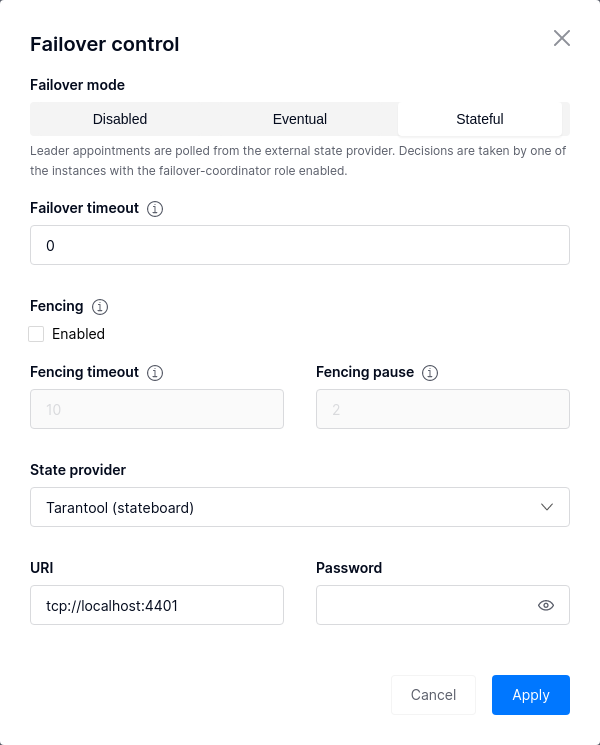 Failover control
Failover mode
Disabled Eventual Stateful
Leader appointments are polled from the external state provider. Decisions are taken by one of
the instances with the failover-coordinator role enabled.
Failover timeout
0
Fencing
Enabled
Fencing timeout Fencing pause
10 2
State provider
Tarantool (stateboard)
URI Password
tcp://localhost:4401
Cancel Apply